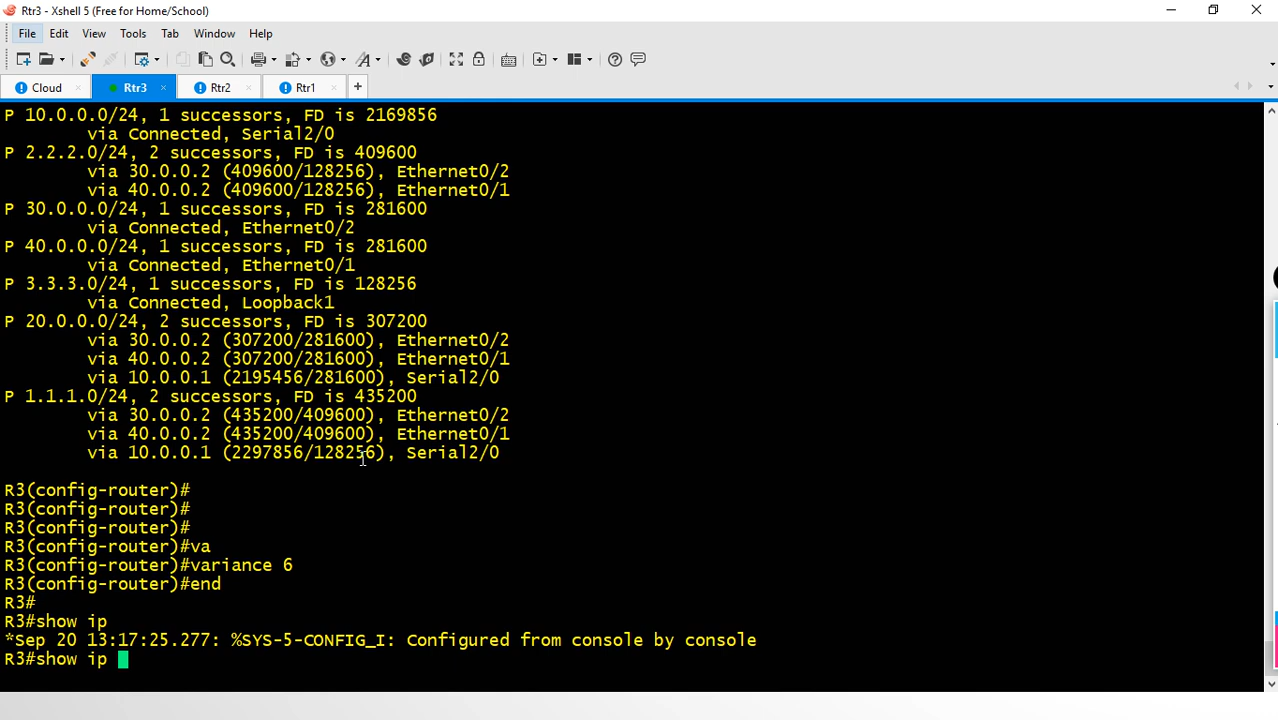 Rtr3 - Xshell 5 (Free for Home/School)
File Edit View Tools Tab Window Help
Cloud Rtr3 Rtr2 Rtr1
P 10.0.0.0/24, 1 successors, FD is 2169856
via Connected, Serial2/0
P 2.2.2.0/24, 2 successors, FD is 409600
via 30.0.0.2 (409600/128256), Ethernet0/2
via 40.0.0.2 (409600/128256), Ethernet0/1
P 30.0.0.0/24, 1 successors, FD is 281600
via Connected, Ethernet0/2
P 40.0.0.0/24, 1 successors, FD is 281600
via Connected, Ethernet0/1
P 3.3.3.0/24, 1 successors, FD is 128256
via Connected, Loopback1
P 20.0.0.0/24, 2 successors, FD is 307200
via 30.0.0.2 (307200/281600), Ethernet0/2
via 40.0.0.2 (307200/281600), Ethernet0/1
via 10.0.0.1 (2195456/281600), Serial2/0
P 1.1.1.0/24, 2 successors, FD is 435200
via 30.0.0.2 (435200/409600), Ethernet0/2
via 40.0.0.2 (435200/409600), Ethernet0/1
via 10.0.0.1 (2297856/128256), Serial2/0
R3(config-router)#
R3(config-router)#
R3(config-router)#
R3(config-router)#va
R3(config-router)#variance 6
R3(config-router)#end
R3#
R3#show ip
*Sep 20 13:17:25.277: %SYS-5-CONFIG_I: Configured from console by console
R3#show ip